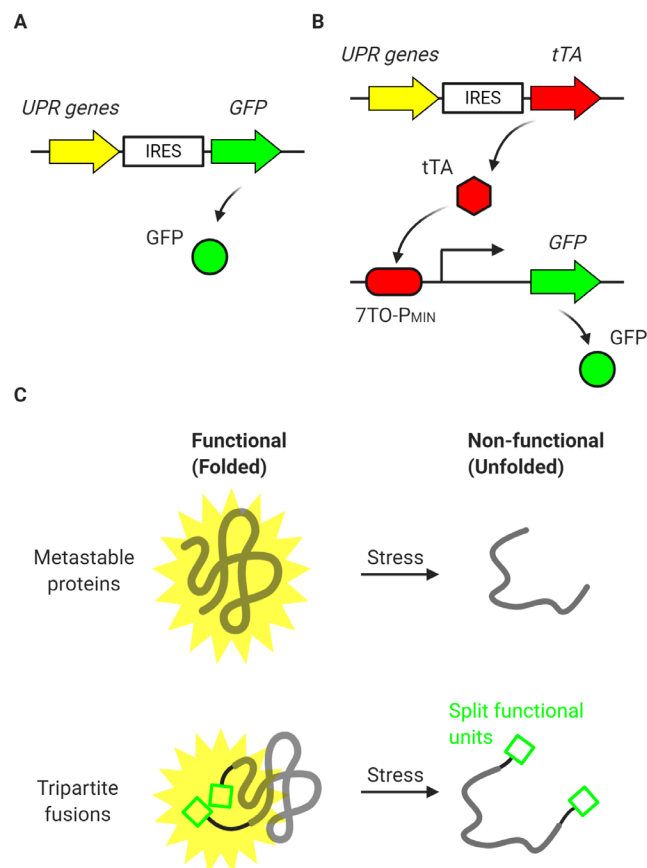 A
UPR genes
GFP
IRES
GFP
B
UPR genes
tTA
IRES
tTA
GFP
7TO-PMIN
GFP
C
Functional
(Folded)
Non-functional
(Unfolded)
Metastable
proteins
Stress
Split functional
units
Tripartite
fusions
Stress